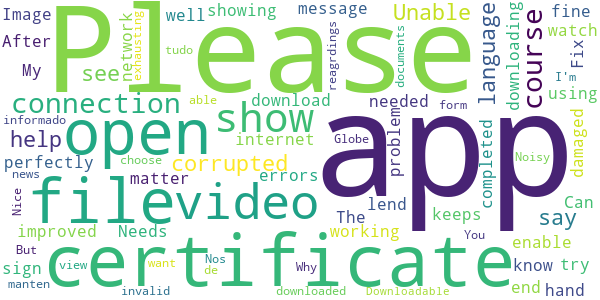 Image
After
My
Please
app
network
exhausting
tudo
well
showing
see
message
reagrdings
Unable
documents
language
downloading
course
fine
watch
Fix
I'm
using
connection
download
needed
able
show
form
informado
open
internet
Globe
problem
completed
Noisy
damaged
help
perfectly
choose
corrupted
news
matter
errors
Nice
file
video
lend
The
keeps
say
Can
improved
Needs
working
You
enable
But
certificate
sign
view
want
Nos
de
Why
know
try
manten
invalid
downloaded
Downloadable
end
hand